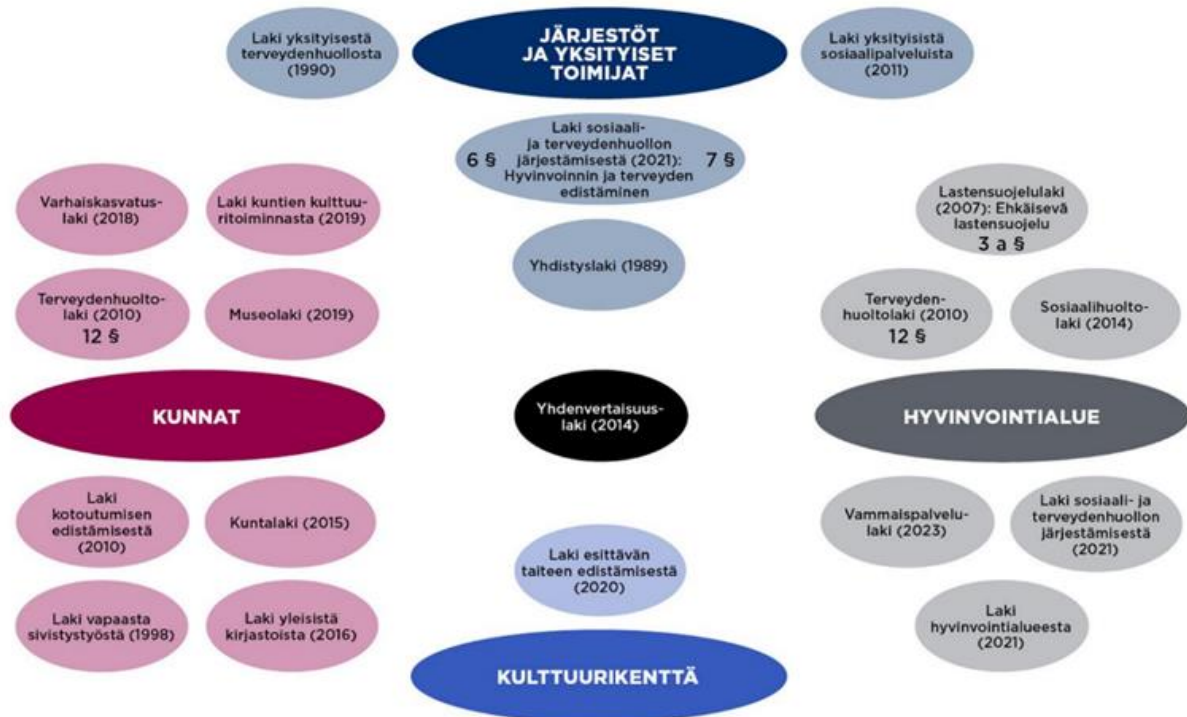 Laki yksityisestä
terveydenhuollosta
(1990)
JÄRJESTÖT
JA YKSITYISET
TOIMIJAT
Laki yksityisistä
sosiaalipalveluista
(2011)
6 §
Laki sosiaali-
ja terveydenhuollon
järjestämisestä (2021):
Hyvinvoinnin ja terveyden
edistäminen
7 §
Yhdistyslaki (1989)
Varhaiskasvatus-
laki (2018)
Laki kuntien kulttuu-
ritoiminnasta (2019)
Terveydenhuolto-
laki (2010)
12 §
Museolaki (2019)
KUNNAT
Laki
kotoutumisen
edistämisestä
(2010)
Kuntalaki (2015)
Laki vapaasta
sivistystyöstä (1998)
Laki yleisistä
kirjastoista (2016)
Yhdenvertaisuus-
laki (2014)
Laki esittävän
taiteen edistämisestä
(2020)
KULTTUURIKENTTÄ
Lastensuojelulaki
(2007): Ehkäisevä
lastensuojelu
3 a §
Terveyden-
huoltolaki (2010)
12 §
Sosiaalihuolto-
laki (2014)
HYVINVOINTIALUE
Vammaispalvelu-
laki (2023)
Laki sosiaali- ja
terveydenhuollon
järjestämisestä
(2021)
Laki
hyvinvointialueesta
(2021)